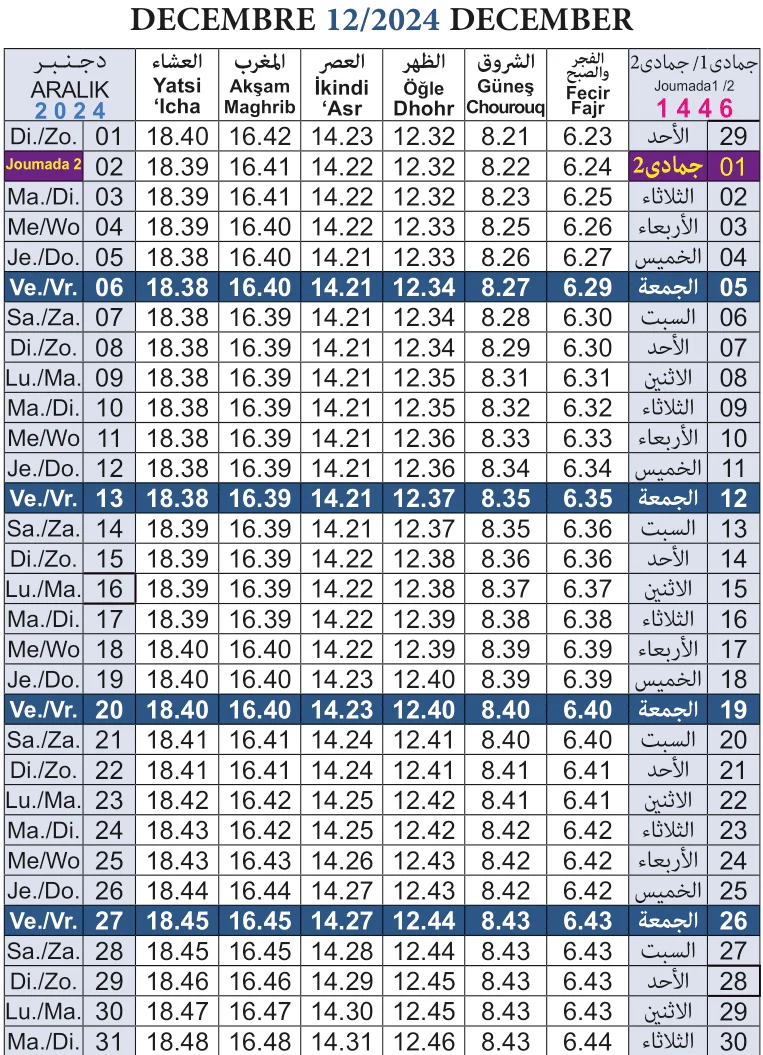 DECEMBRE 12/2024 DECEMBER
دجنبر العشاء المغرب العصر الظهر الشروق الفجر والصبح جمادى1/ جمادى2
ARALIK Yatsi Akşam İkindi Öğle Güneş Fecir Joumada1 /2
2024 ‘Icha Maghrib ‘Asr Dhohr Chourouq Fajr 1446
Di./Zo. 01 18.40 16.42 14.23 12.32 8.21 6.23 الأحد 29
Joumada 2 02 18.39 16.41 14.22 12.32 8.22 6.24 جمادى2 01
Ma./Di. 03 18.39 16.41 14.22 12.32 8.23 6.25 الثلاثاء 02
Me/Wo 04 18.39 16.40 14.22 12.33 8.25 6.26 الأربعاء 03
Je./Do. 05 18.38 16.40 14.21 12.33 8.26 6.27 الخميس 04
Ve./Vr. 06 18.38 16.40 14.21 12.34 8.27 6.29 الجمعة 05
Sa./Za. 07 18.38 16.39 14.21 12.34 8.28 6.30 السبت 06
Di./Zo. 08 18.38 16.39 14.21 12.34 8.29 6.30 الأحد 07
Lu./Ma. 09 18.38 16.39 14.21 12.35 8.31 6.31 الاثنين 08
Ma./Di. 10 18.38 16.39 14.21 12.35 8.32 6.32 الثلاثاء 09
Me/Wo 11 18.38 16.39 14.21 12.36 8.33 6.33 الأربعاء 10
Je./Do. 12 18.38 16.39 14.21 12.36 8.34 6.34 الخميس 11
Ve./Vr. 13 18.38 16.39 14.21 12.37 8.35 6.35 الجمعة 12
Sa./Za. 14 18.39 16.39 14.21 12.37 8.35 6.36 السبت 13
Di./Zo. 15 18.39 16.39 14.22 12.38 8.36 6.36 الأحد 14
Lu./Ma. 16 18.39 16.39 14.22 12.38 8.37 6.37 الاثنين 15
Ma./Di. 17 18.39 16.39 14.22 12.39 8.38 6.38 الثلاثاء 16
Me/Wo 18 18.40 16.40 14.22 12.39 8.39 6.39 الأربعاء 17
Je./Do. 19 18.40 16.40 14.23 12.40 8.39 6.39 الخميس 18
Ve./Vr. 20 18.40 16.40 14.23 12.40 8.40 6.40 الجمعة 19
Sa./Za. 21 18.41 16.41 14.24 12.41 8.40 6.40 السبت 20
Di./Zo. 22 18.41 16.41 14.24 12.41 8.41 6.41 الأحد 21
Lu./Ma. 23 18.42 16.42 14.25 12.42 8.41 6.41 الاثنين 22
Ma./Di. 24 18.43 16.42 14.25 12.42 8.42 6.42 الثلاثاء 23
Me/Wo 25 18.43 16.43 14.26 12.43 8.42 6.42 الأربعاء 24
Je./Do. 26 18.44 16.44 14.27 12.43 8.42 6.42 الخميس 25
Ve./Vr. 27 18.45 16.45 14.27 12.44 8.43 6.43 الجمعة 26
Sa./Za. 28 18.45 16.45 14.28 12.44 8.43 6.43 السبت 27
Di./Zo. 29 18.46 16.46 14.29 12.45 8.43 6.43 الأحد 28
Lu./Ma. 30 18.47 16.47 14.30 12.45 8.43 6.43 الاثنين 29
Ma./Di. 31 18.48 16.48 14.31 12.46 8.43 6.44 الثلاثاء 30